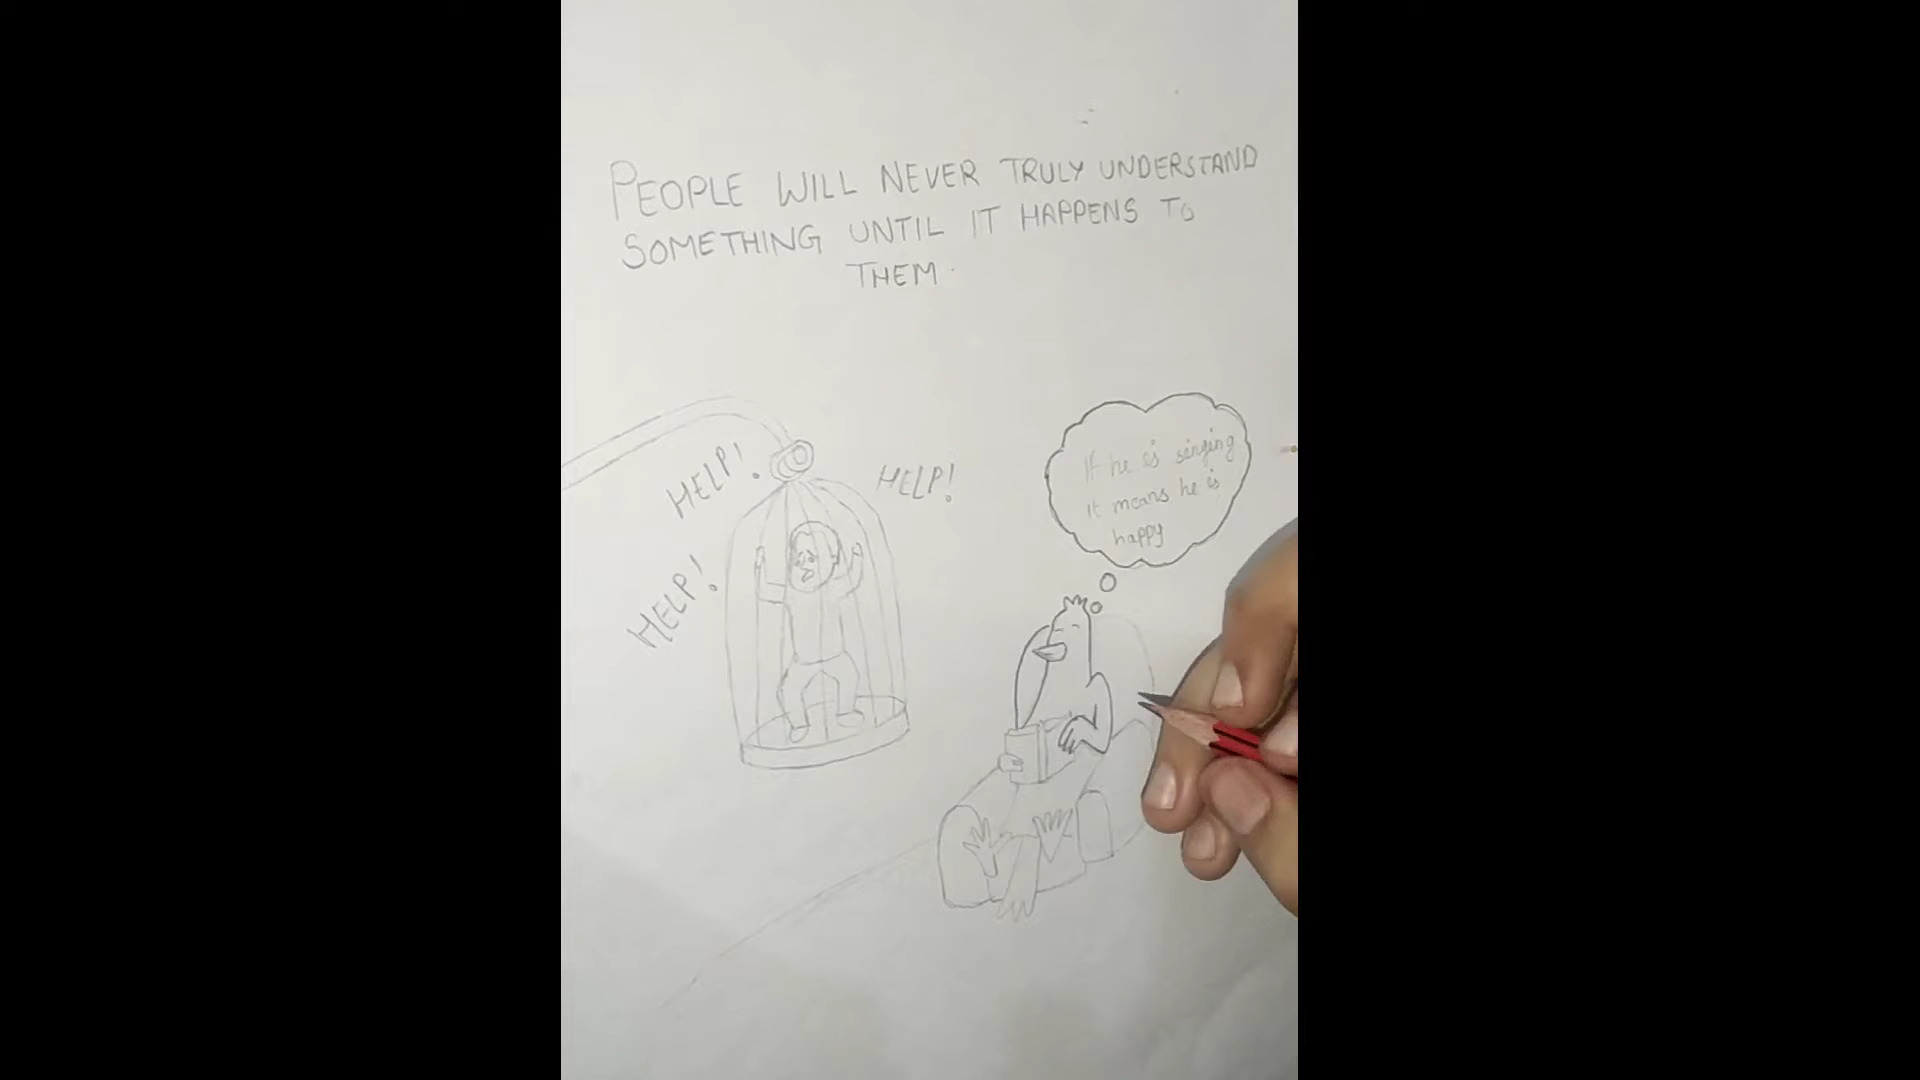 PEOPLE WILL NEVER TRULY UNDERSTAND
SOMETHING UNTIL IT HAPPENS TO
THEM.
HELP!
HELP!
HELP!
If he is singing
it means he is
happy